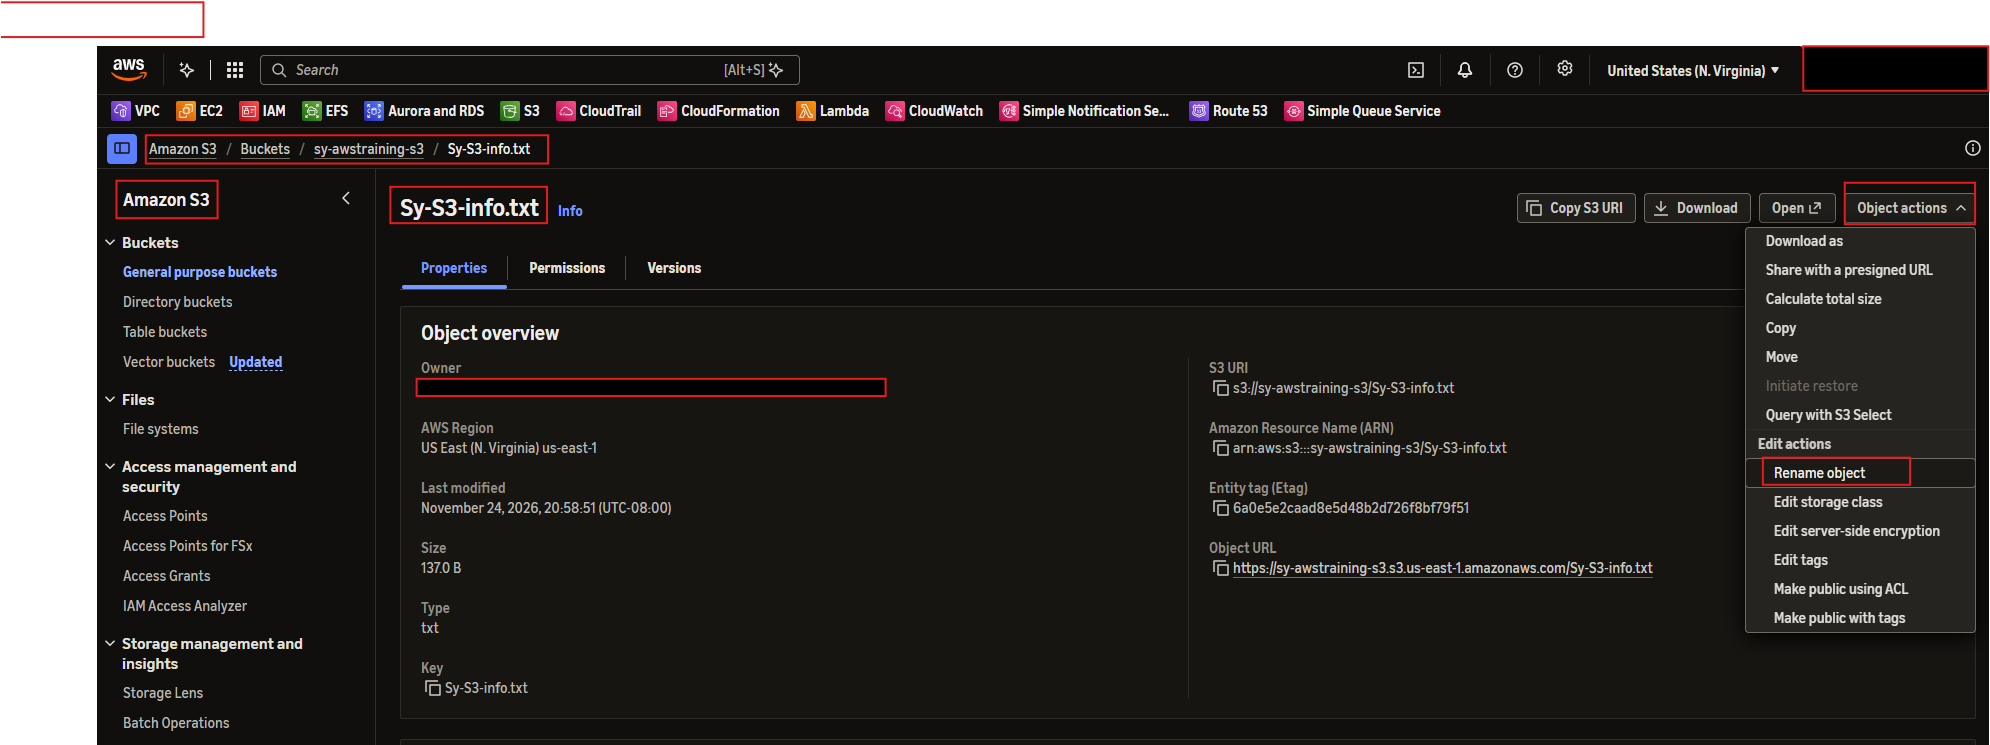 aws
Search
[Alt+S]
United States (N. Virginia)
VPC
EC2
IAM
EFS
Aurora and RDS
S3
CloudTrail
CloudFormation
Lambda
CloudWatch
Simple Notification Se...
Route 53
Simple Queue Service
Amazon S3 / Buckets / sy-awstraining-s3 / Sy-S3-info.txt
Amazon S3
Buckets
General purpose buckets
Directory buckets
Table buckets
Vector buckets Updated
Files
File systems
Access management and
security
Access Points
Access Points for FSx
Access Grants
IAM Access Analyzer
Storage management and
insights
Storage Lens
Batch Operations
Sy-S3-info.txt Info
Copy S3 URI
Download
Open
Object actions
Properties
Permissions
Versions
Object overview
Owner
AWS Region
US East (N. Virginia) us-east-1
Last modified
November 24, 2026, 20:58:51 (UTC-08:00)
Size
137.0 B
Type
txt
Key
Sy-S3-info.txt
S3 URI
s3://sy-awstraining-s3/Sy-S3-info.txt
Amazon Resource Name (ARN)
arn:aws:s3:::sy-awstraining-s3/Sy-S3-info.txt
Entity tag (Etag)
6a0e5e2caad8e5d48b2d726f8bf79f51
Object URL
https://sy-awstraining-s3.s3.us-east-1.amazonaws.com/Sy-S3-info.txt
Download as
Share with a presigned URL
Calculate total size
Copy
Move
Initiate restore
Query with S3 Select
Edit actions
Rename object
Edit storage class
Edit server-side encryption
Edit tags
Make public using ACL
Make public with tags